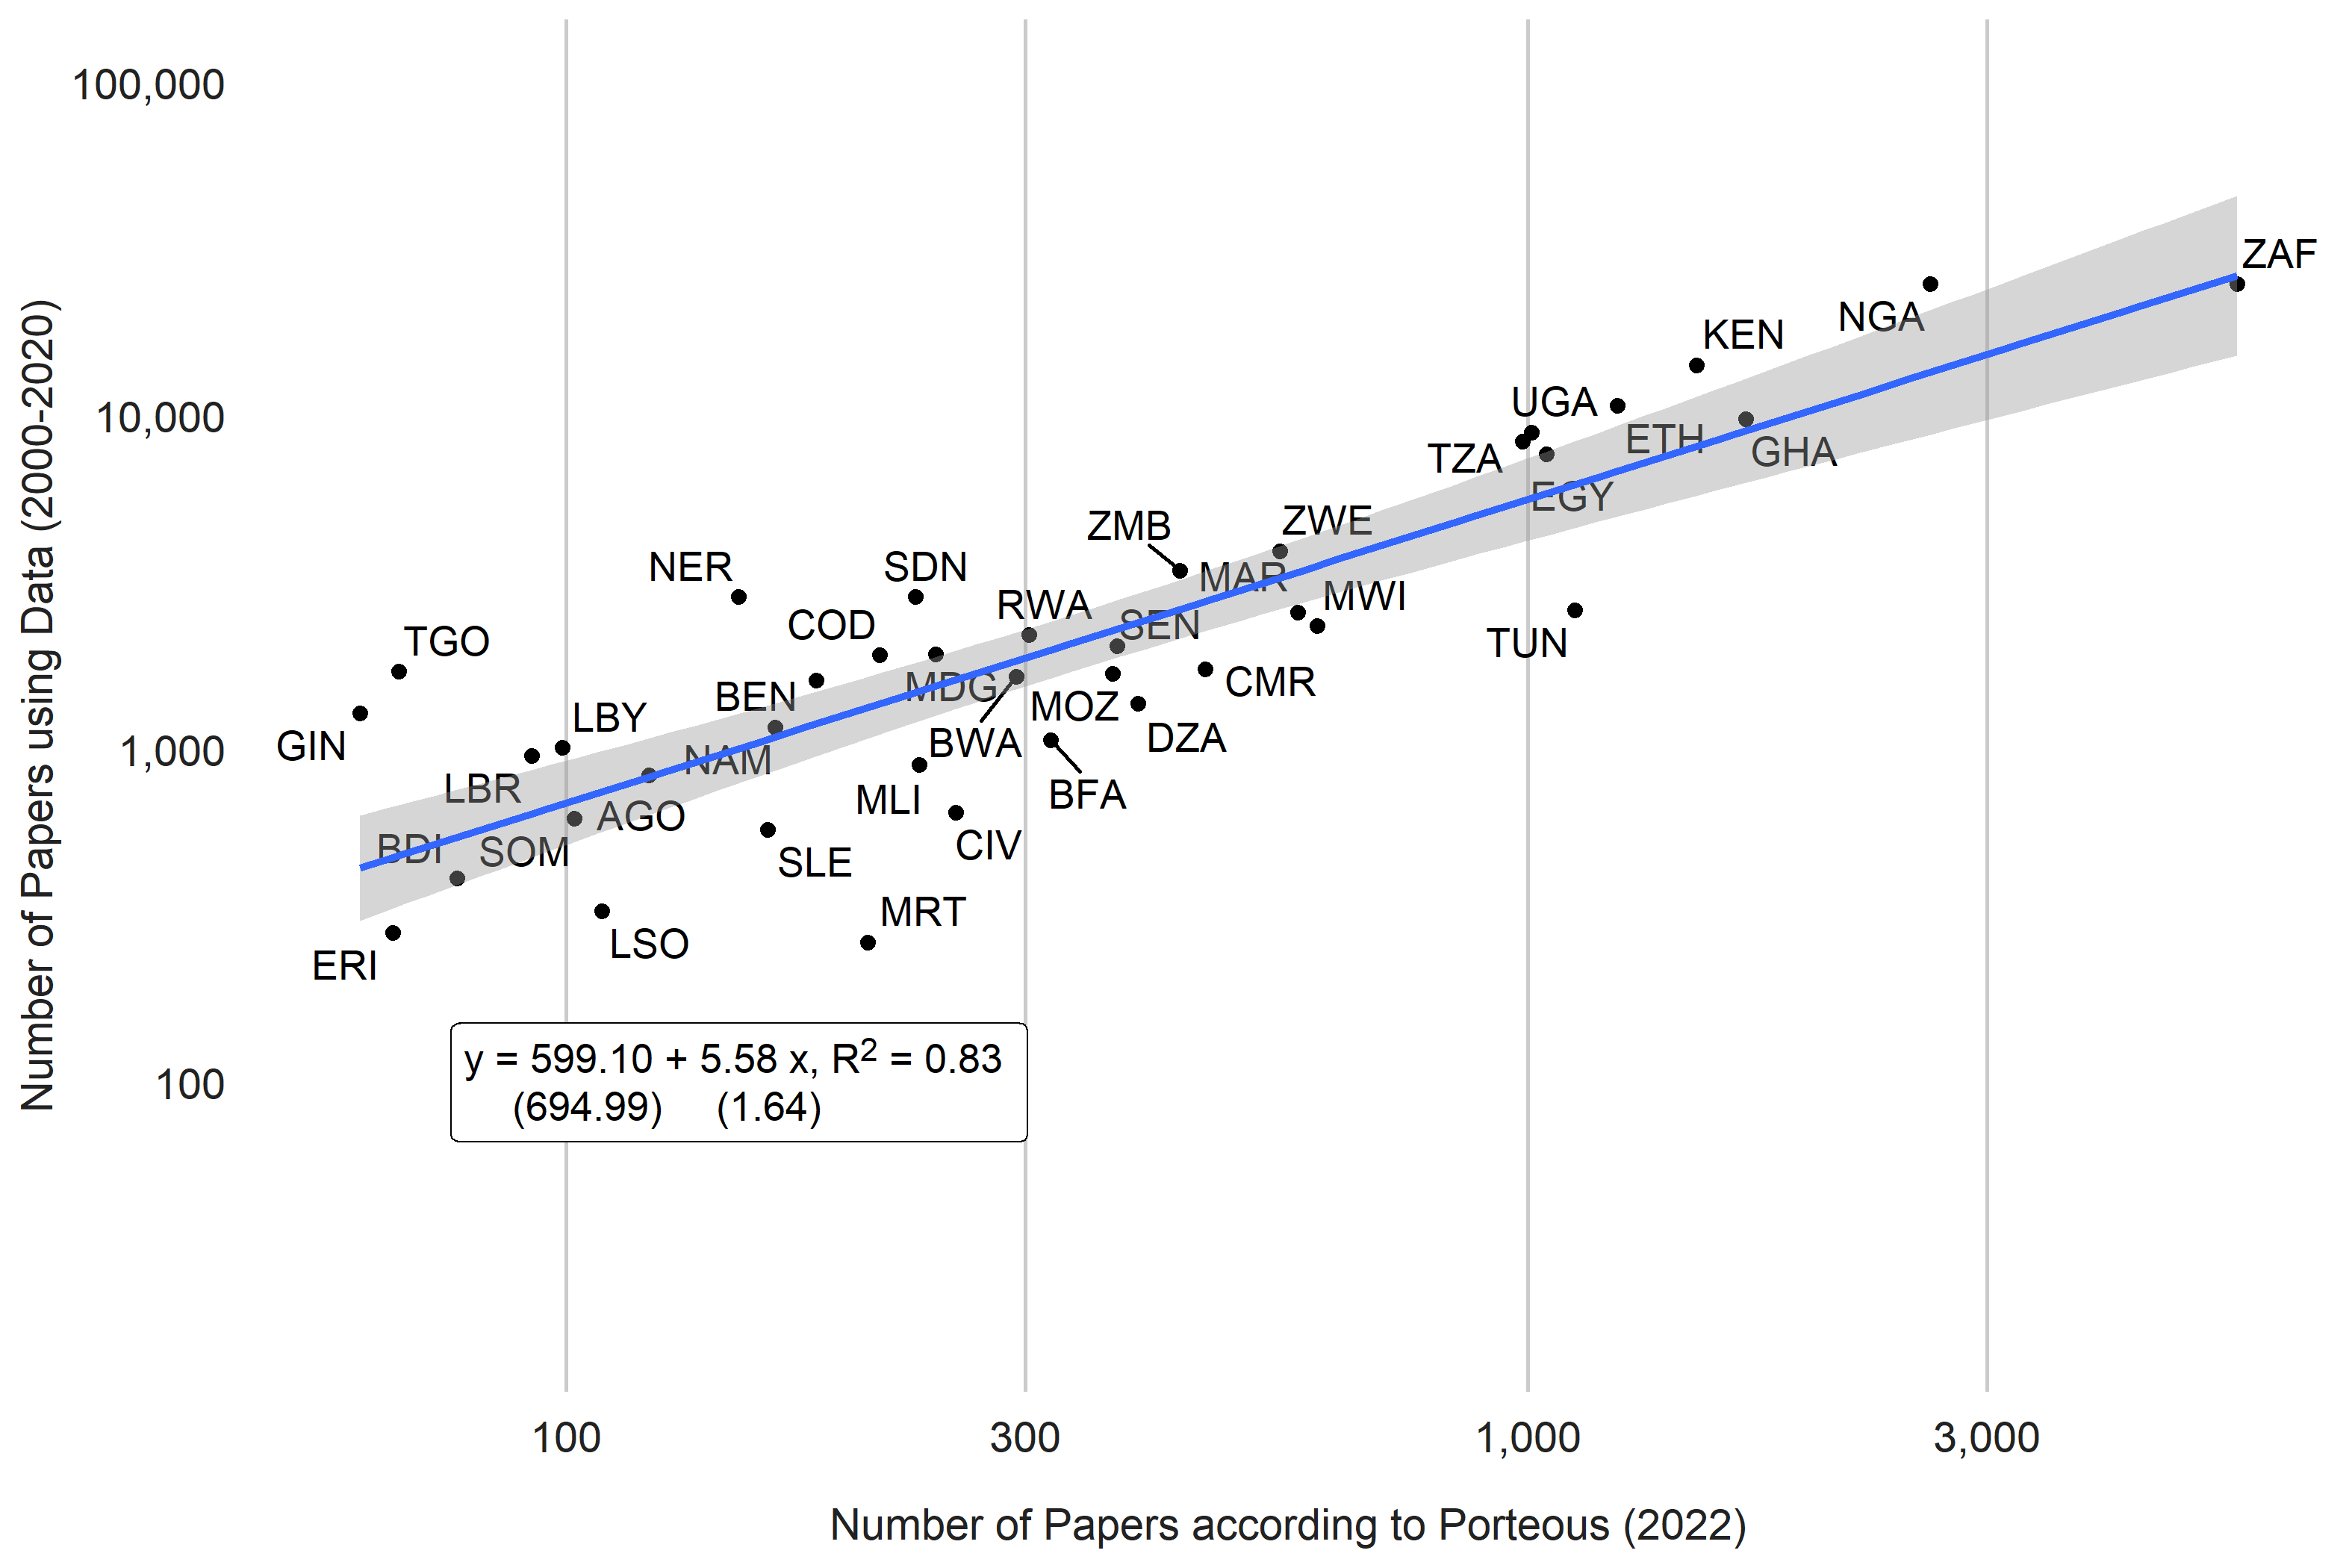 100,000
10,000
1,000
100
Number of Papers using Data (2000-2020)
ZAF
NGA
KEN
UGA
ETH
GHA
TZA
EGY
ZMB
ZWE
NER
SDN
MAR
MWI
RWA
COD
SEN
TGO
TUN
MDG
CMR
BEN
MOZ
LBY
DZA
GIN
BWA
NAM
LBR
MLI
BFA
AGO
CIV
BDI
SOM
SLE
MRT
LSO
ERI
y = 599.10 + 5.58 x, R² = 0.83
(694.99) (1.64)
100 300 1,000 3,000
Number of Papers according to Porteous (2022)